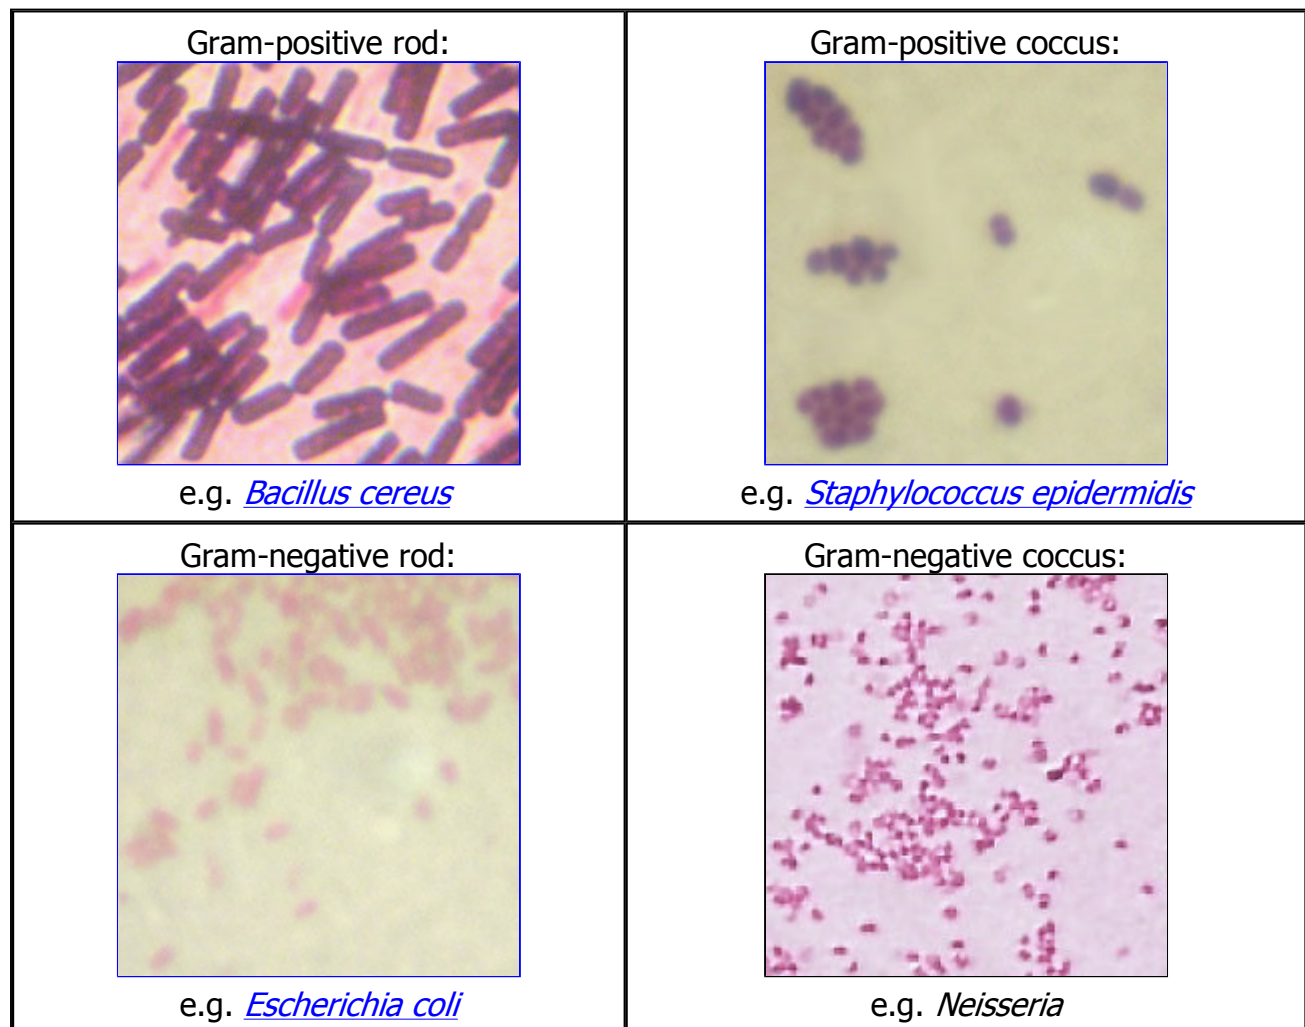 Gram-positive rod:
Gram-positive coccus:
e.g. Bacillus cereus
e.g. Staphylococcus epidermidis
Gram-negative rod:
Gram-negative coccus:
e.g. Escherichia coli
e.g. Neisseria